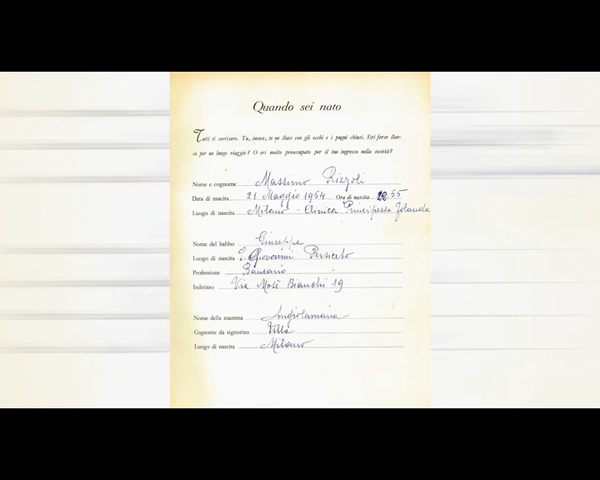 Quando sei nato
Tutti ti sorrisero. Tu, invece, te ne stavi con gli occhi e i pugni chiusi. Eri forse stan-
co per un lungo viaggio? O eri molto preoccupato per il tuo ingresso nella società?
Nome e cognome Massimo Rizzoli
Data di nascita 21 Maggio 1954 Ora di nascita 22 55
Luogo di nascita Milano - Clinica Principessa Jolanda
Nome del babbo Giuseppe
Luogo di nascita S. Giovanni Persiceto
Professione Bancario
Indirizzo Via Mosè Bianchi 19
Nome della mamma Angiolamaria
Cognome da signorina Villa
Luogo di nascita Milano